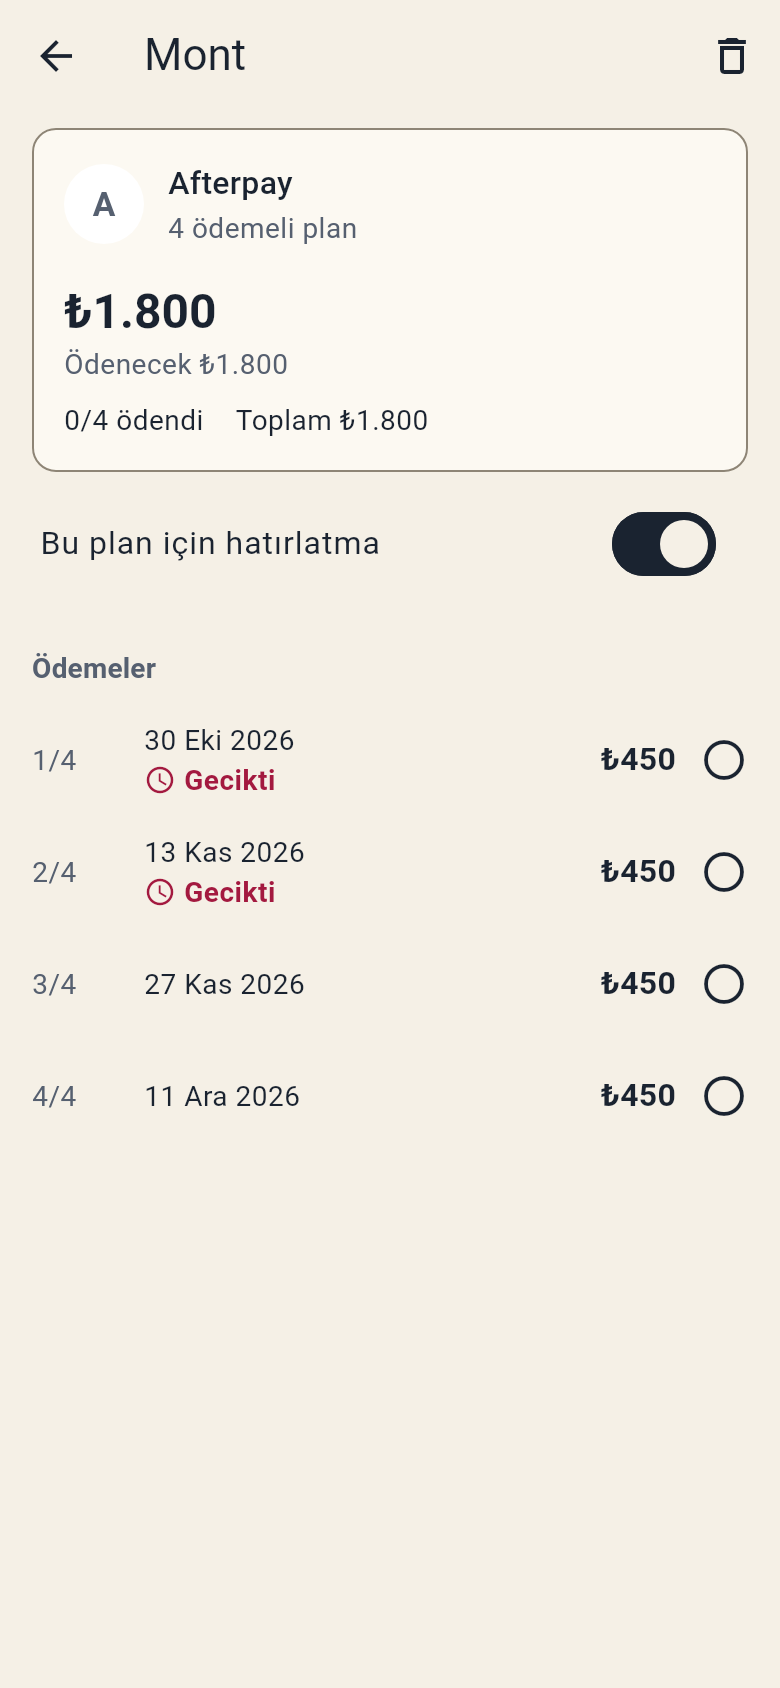 Mont
A
Afterpay
4 ödemeli plan
₺1.800
Ödenecek ₺1.800
0/4 ödendi Toplam ₺1.800
Bu plan için hatırlatma
Ödemeler
1/4 30 Eki 2026 ₺450
Gecikti
2/4 13 Kas 2026 ₺450
Gecikti
3/4 27 Kas 2026 ₺450
4/4 11 Ara 2026 ₺450